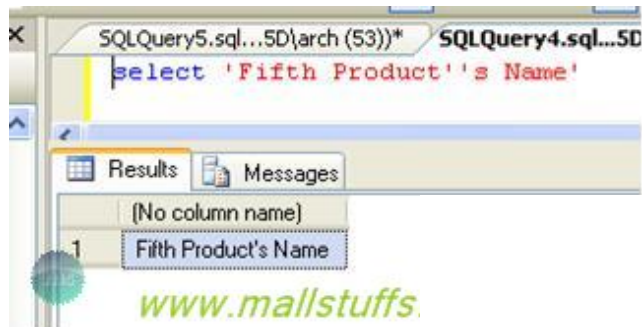 SQLQuery5.sql...5D\arch (53))* SQLQuery4.sql...5D
select 'Fifth Product''s Name'
Results Messages
(No column name)
1 Fifth Product's Name
www.mallstuffs.